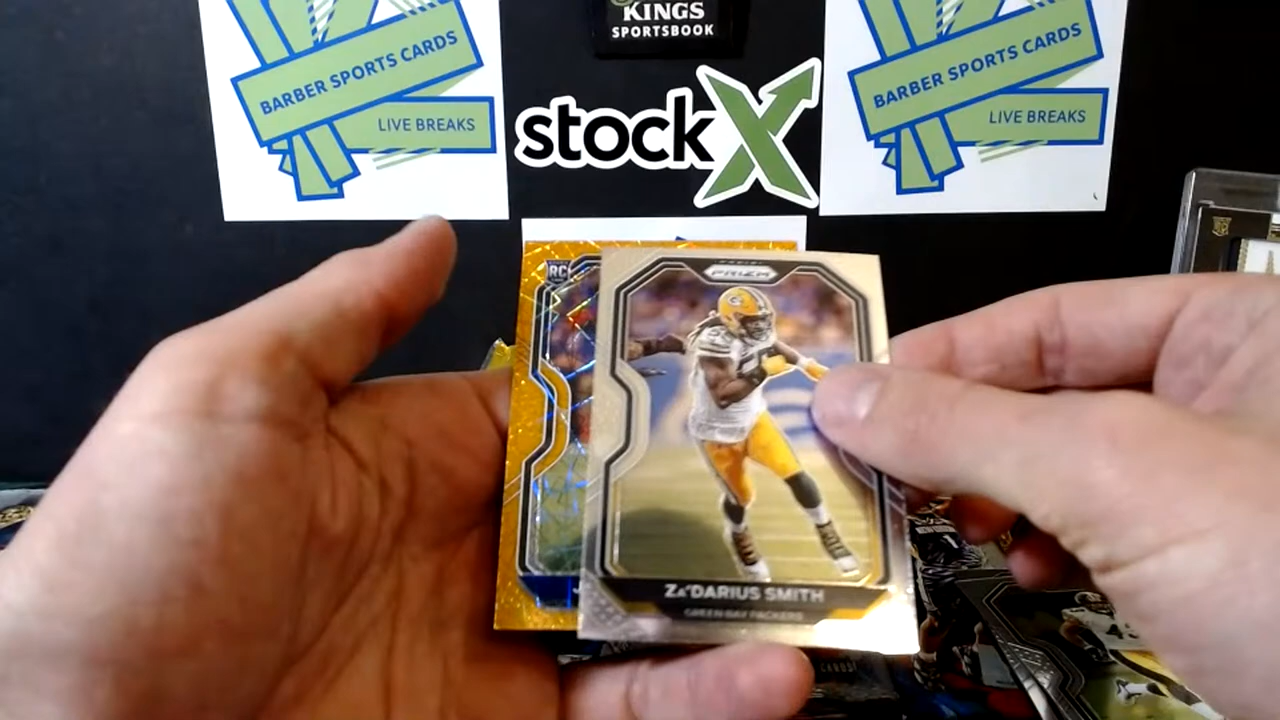 KINGS
SPORTSBOOK
BARBER SPORTS CARDS
LIVE BREAKS
stockX
BARBER SPORTS CARDS
LIVE BREAKS
RC
PANINI
PRIZM
ZA'DARIUS SMITH
GREEN BAY PACKERS